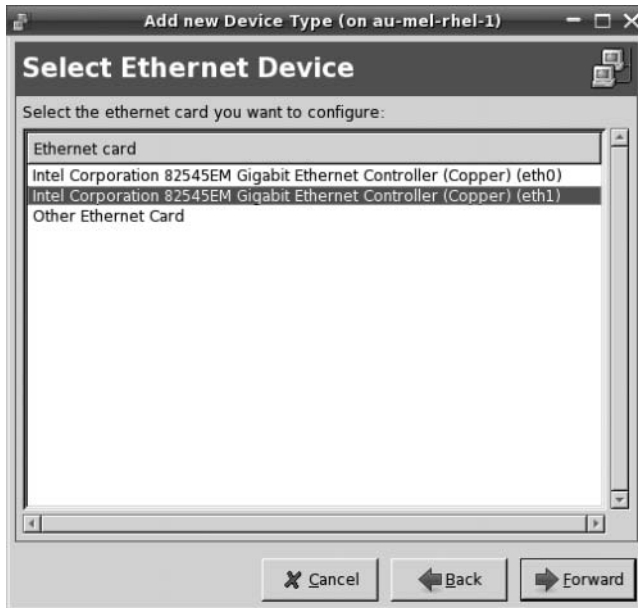 Add new Device Type (on au-mel-rhel-1)
Select Ethernet Device
Select the ethernet card you want to configure:
Ethernet card
Intel Corporation 82545EM Gigabit Ethernet Controller (Copper) (eth0)
Intel Corporation 82545EM Gigabit Ethernet Controller (Copper) (eth1)
Other Ethernet Card
Cancel Back Forward